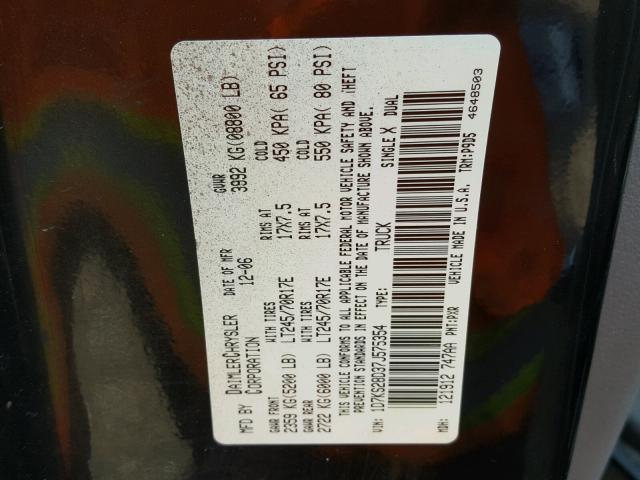 MFD BY DAIMLERCHRYSLER CORPORATION DATE OF MFR 12-06 GVWR 3992 KG(08800 LB)
GWAR FRONT WITH TIRES RIMS AT COLD
2359 KG(5200 LB) LT245/70R17E 17X7.5 450 KPA( 65 PSI)
GWAR REAR WITH TIRES RIMS AT COLD
2722 KG(6000 LB) LT245/70R17E 17X7.5 550 KPA( 80 PSI)
THIS VEHICLE CONFORMS TO ALL APPLICABLE FEDERAL MOTOR VEHICLE SAFETY AND THEFT
PREVENTION STANDARDS IN EFFECT ON THE DATE OF MANUFACTURE SHOWN ABOVE.
VIN: 1D7KS28D37J575354 TYPE: TRUCK SINGLE X DUAL
MDH: 121912 747AA PNT:PXR VEHICLE MADE IN U.S.A. TRM:P9D5
4648503